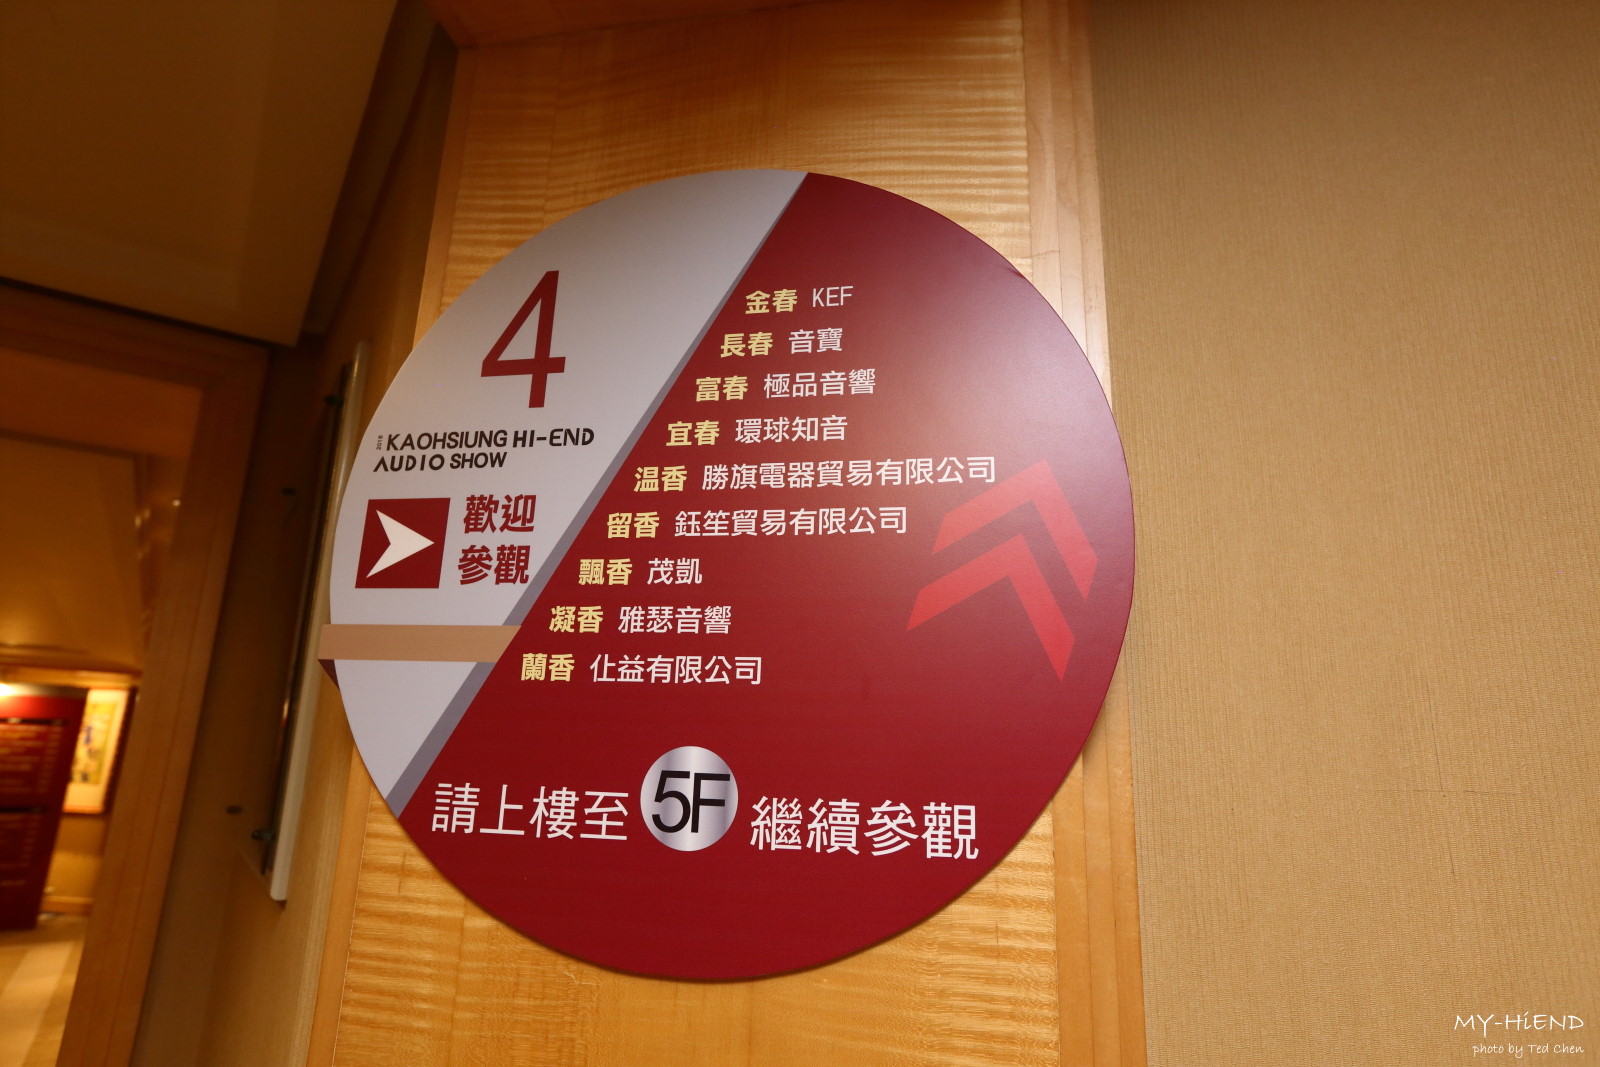 4
KAOHSIUNG HI-END
AUDIO SHOW
歡迎
參觀
金春 KEF
長春 音寶
富春 極品音響
宜春 環球知音
温香 勝旗電器貿易有限公司
留香 鈺笙貿易有限公司
飄香 茂凱
凝香 雅瑟音響
蘭香 仩益有限公司
請上樓至 5F 繼續參觀
MY-HiEND
photo by Ted Chen